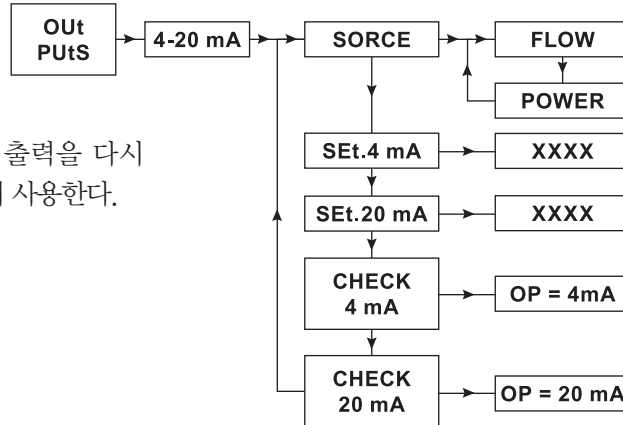 OUt
PUtS
4-20 mA
SORCE
FLOW
POWER
출력을 다시
사용한다.
SEt.4 mA
XXXX
SEt.20 mA
XXXX
CHECK
4 mA
OP = 4mA
CHECK
20 mA
OP = 20 mA